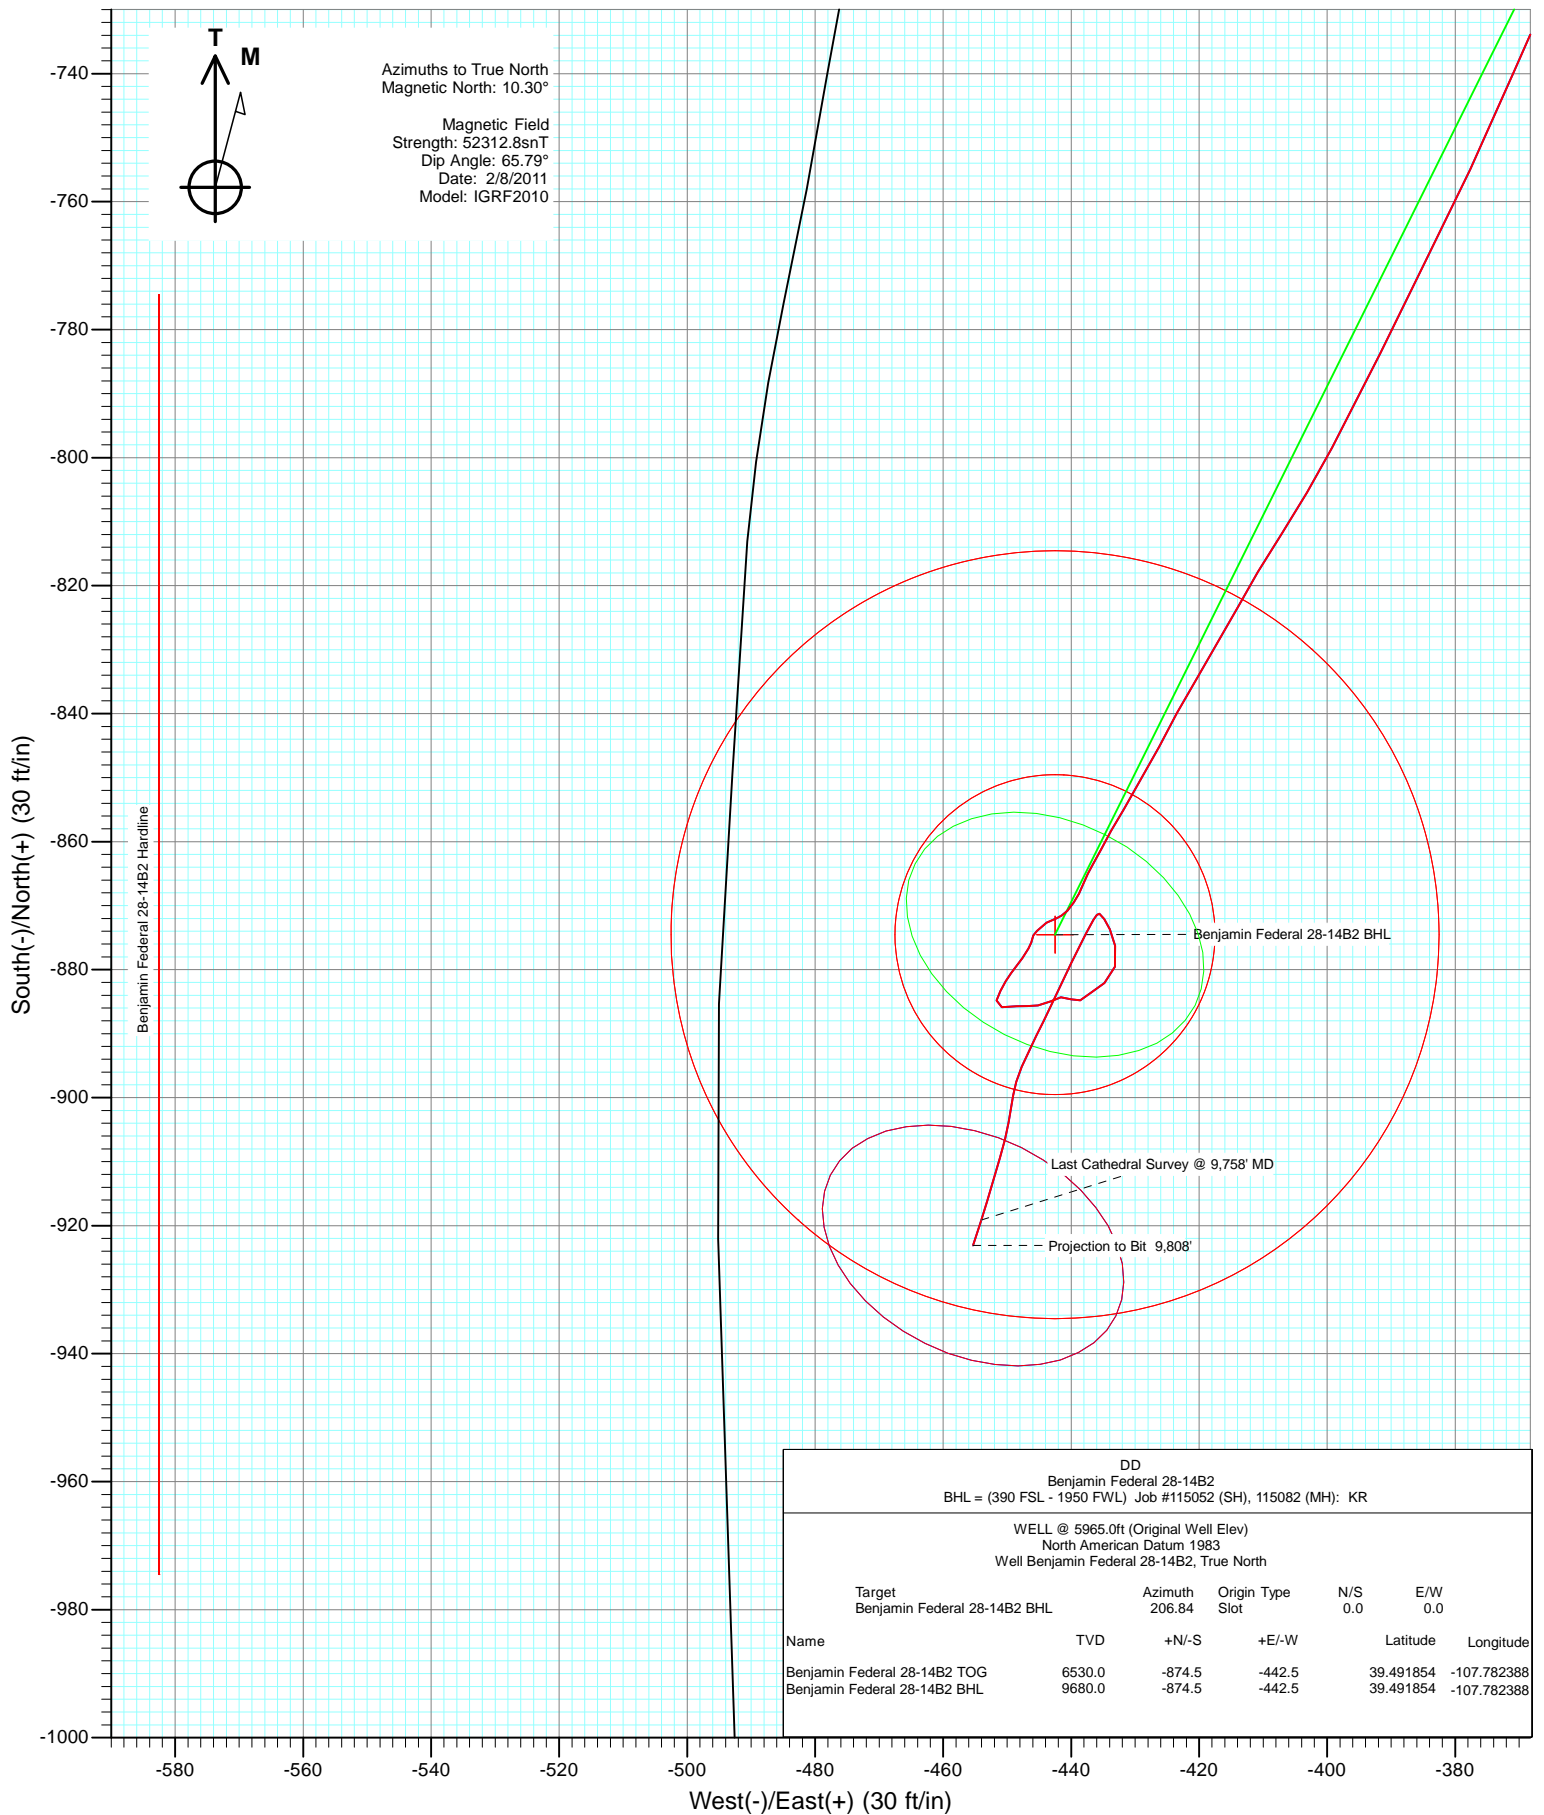 T
M
Azimuths to True North
Magnetic North: 10.30°
Magnetic Field
Strength: 52312.8snT
Dip Angle: 65.79°
Date: 2/8/2011
Model: IGRF2010
-740
-760
-780
-800
-820
-840
-860
-880
-900
-920
-940
-960
-980
-1000
South(-)/North(+) (30 ft/in)
Benjamin Federal 28-14B2 Hardline
Benjamin Federal 28-14B2 BHL
Last Cathedral Survey @ 9,758' MD
Projection to Bit 9,808'
DD
Benjamin Federal 28-14B2
BHL = (390 FSL - 1950 FWL) Job #115052 (SH), 115082 (MH): KR
WELL @ 5965.0ft (Original Well Elev)
North American Datum 1983
Well Benjamin Federal 28-14B2, True North
Target Azimuth Origin Type N/S E/W
Benjamin Federal 28-14B2 BHL 206.84 Slot 0.0 0.0
Name TVD +N/-S +E/-W Latitude Longitude
Benjamin Federal 28-14B2 TOG 6530.0 -874.5 -442.5 39.491854 -107.782388
Benjamin Federal 28-14B2 BHL 9680.0 -874.5 -442.5 39.491854 -107.782388
-580 -560 -540 -520 -500 -480 -460 -440 -420 -400 -380
West(-)/East(+) (30 ft/in)